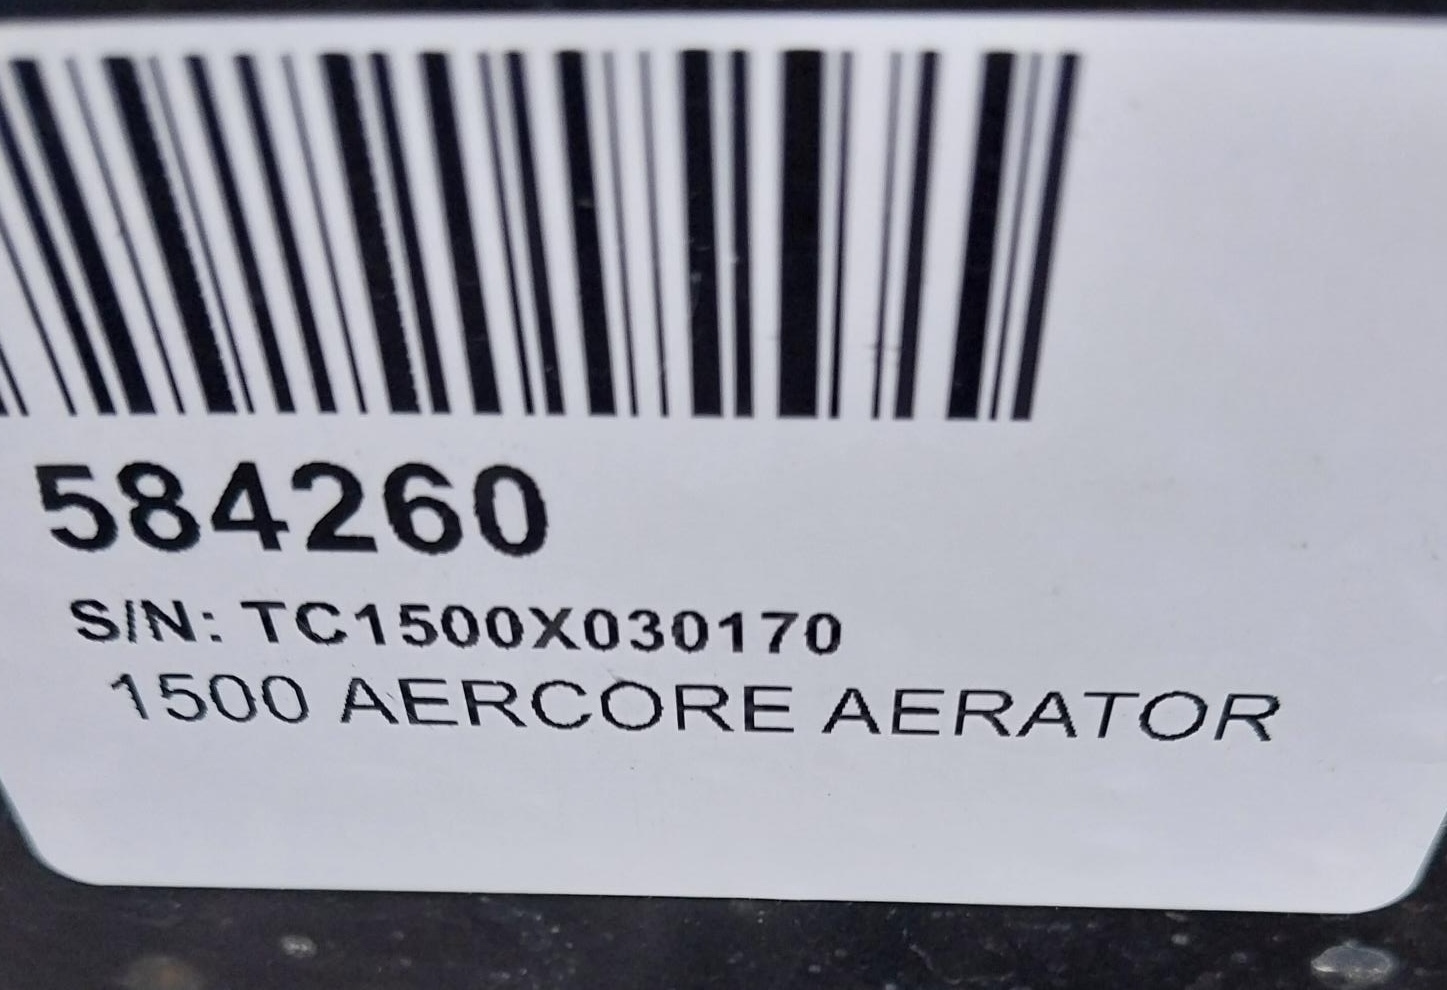 584260
S/N: TC1500X030170
1500 AERCORE AERATOR